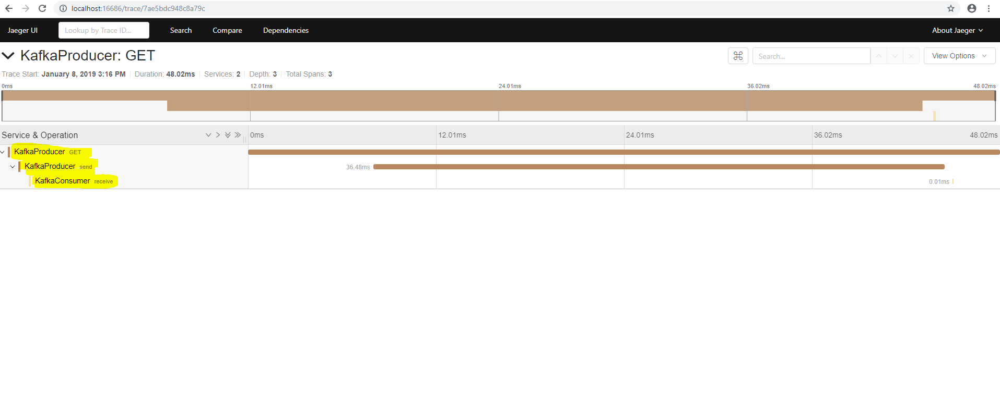 localhost:16686/trace/7ae5bdc948c8a79c
Jaeger UI Lookup by Trace ID... Search Compare Dependencies About Jaeger
KafkaProducer: GET Search... View Options
Trace Start: January 8, 2019 3:16 PM Duration: 48.02ms Services: 2 Depth: 3 Total Spans: 3
0ms 12.01ms 24.01ms 36.02ms 48.02ms
Service & Operation 0ms 12.01ms 24.01ms 36.02ms 48.02ms
KafkaProducer GET
KafkaProducer send 36.48ms
KafkaConsumer receive 0.01ms